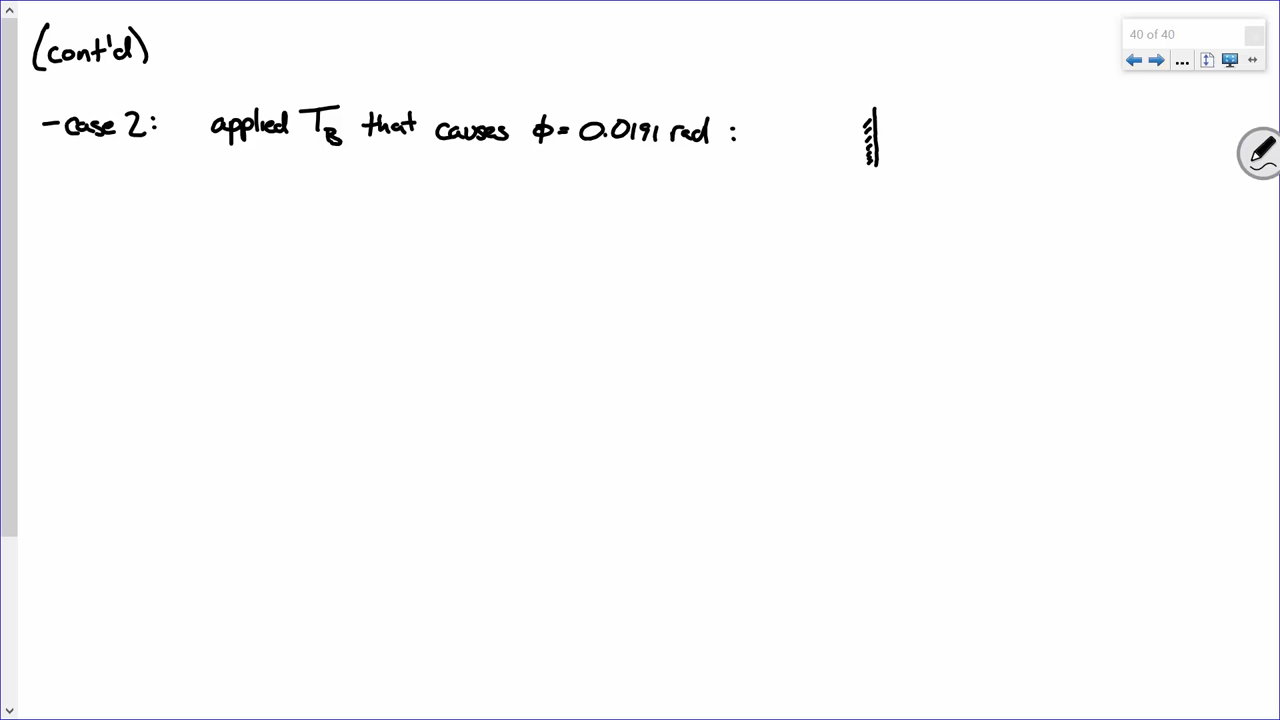 (cont'd)
40 of 40
- case 2: applied T_B that causes ϕ = 0.0191 rad :